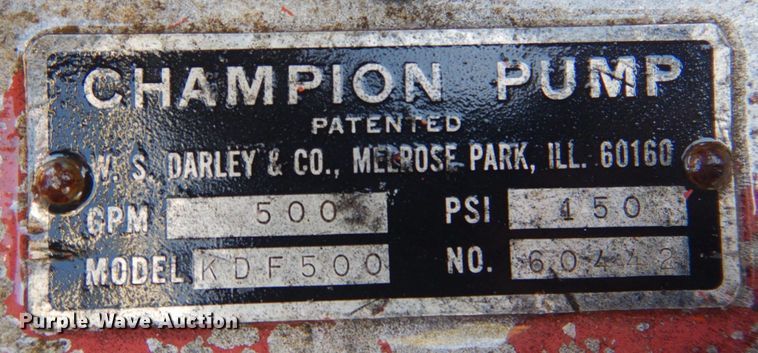 CHAMPION PUMP
PATENTED
W. S. DARLEY & CO., MELROSE PARK, ILL. 60160
GPM 500 PSI 150
MODEL KDF500 NO. 60442
Purple Wave Auction